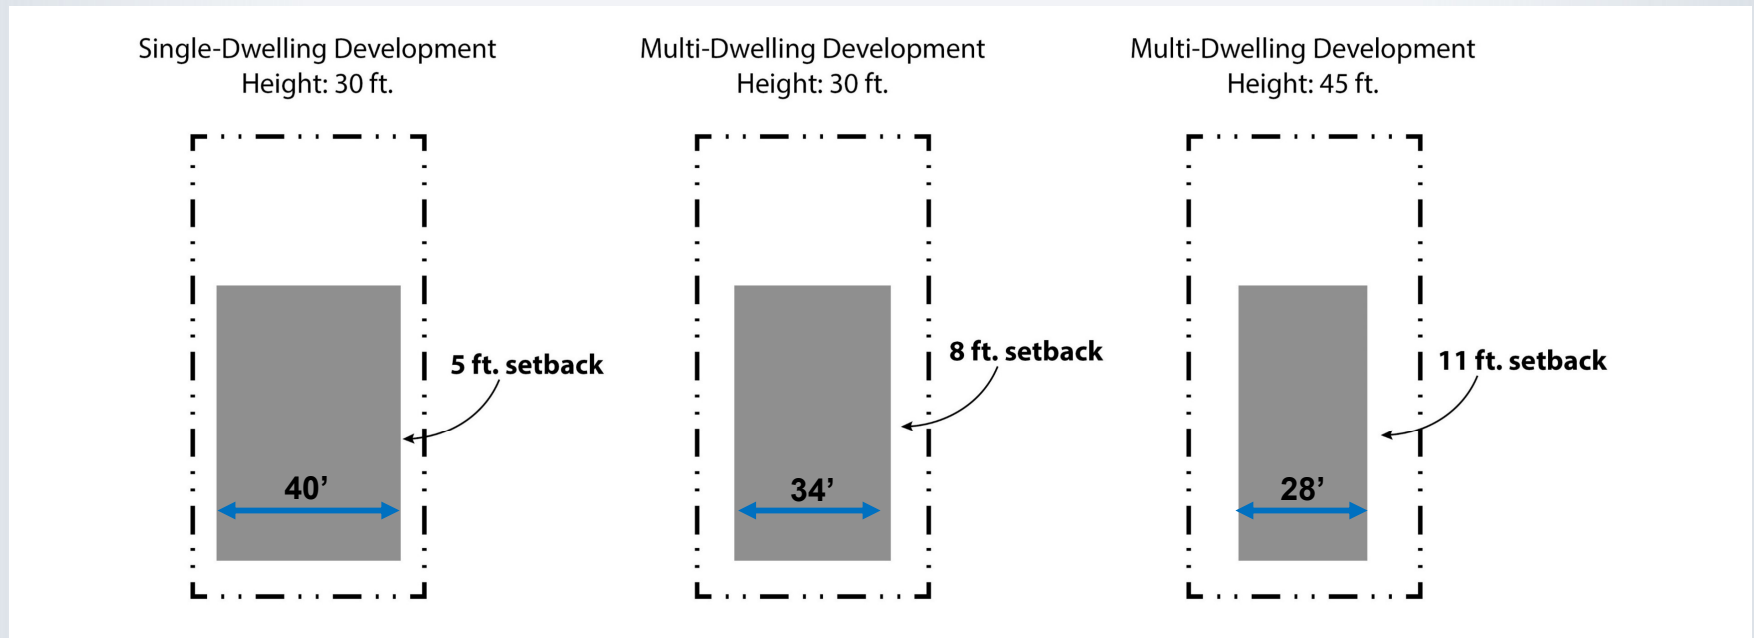 Single-Dwelling Development
Height: 30 ft.
Multi-Dwelling Development
Height: 30 ft.
Multi-Dwelling Development
Height: 45 ft.
5 ft. setback
8 ft. setback
11 ft. setback
40’
34’
28’